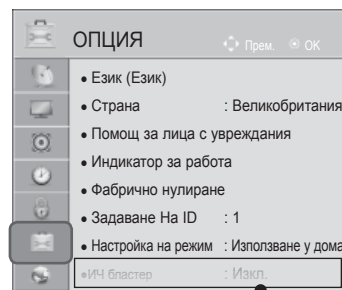 ОПЦИЯ
Прем. OK
• Език (Език)
• Страна : Великобритания
• Помощ за лица с увреждания
• Индикатор за работа
• Фабрично нулиране
• Задаване На ID : 1
• Настройка на режим : Използване у дома
•ИЧ бластер : Изкл.